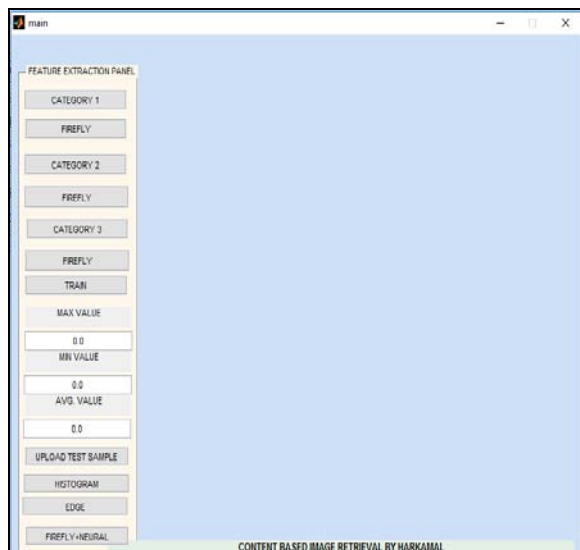 main
FEATURE EXTRACTION PANEL
CATEGORY 1
FIREFLY
CATEGORY 2
FIREFLY
CATEGORY 3
FIREFLY
TRAIN
MAX VALUE
0.0
MIN VALUE
0.0
AVG. VALUE
0.0
UPLOAD TEST SAMPLE
HISTOGRAM
EDGE
FIREFLY+NEURAL
CONTENT BASED IMAGE RETRIEVAL BY HARKAMAL